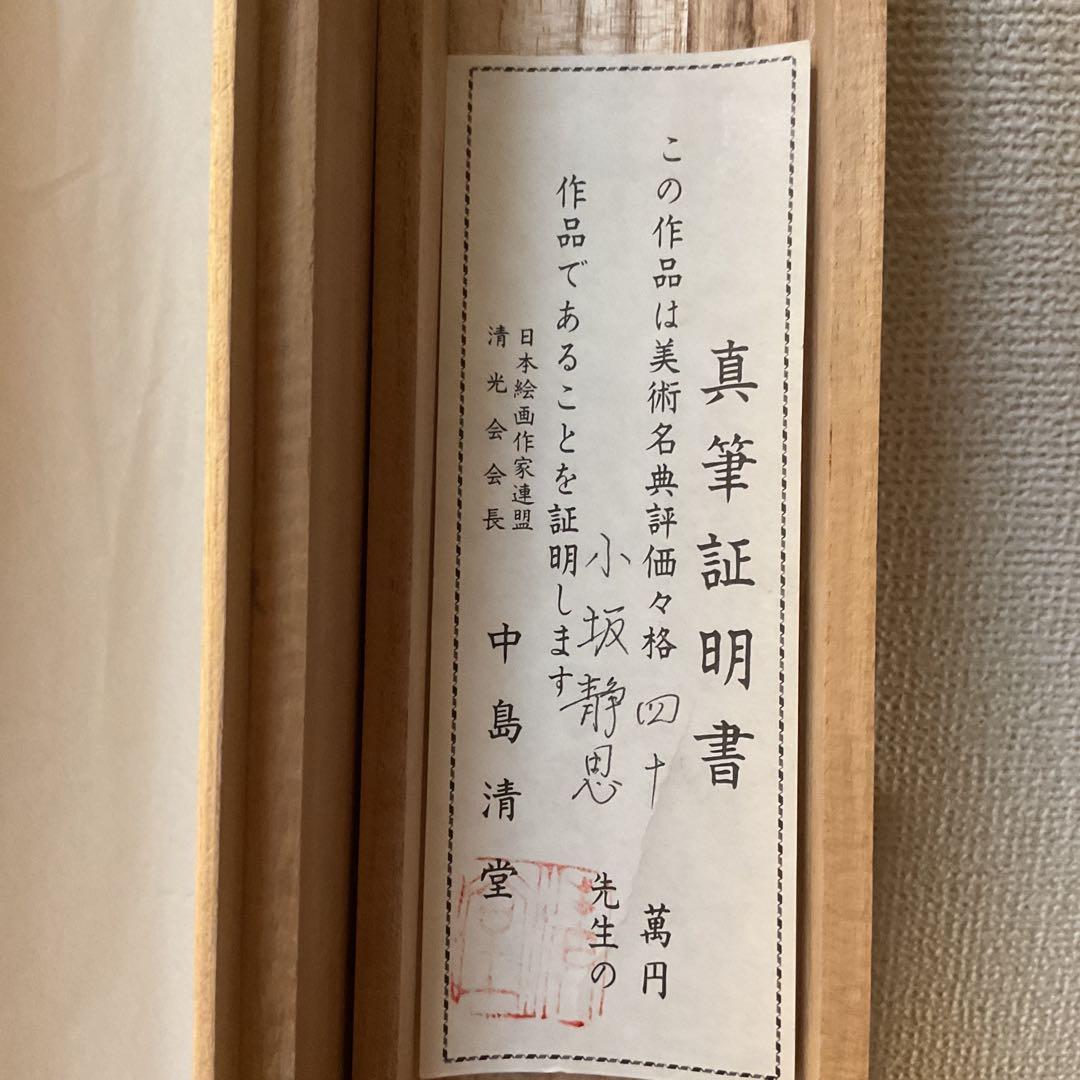 真筆証明書
この作品は美術名典評価々格 四十 萬円
小坂静思 先生の
作品であることを証明します
日本絵画作家連盟
清光会会長
中島清堂